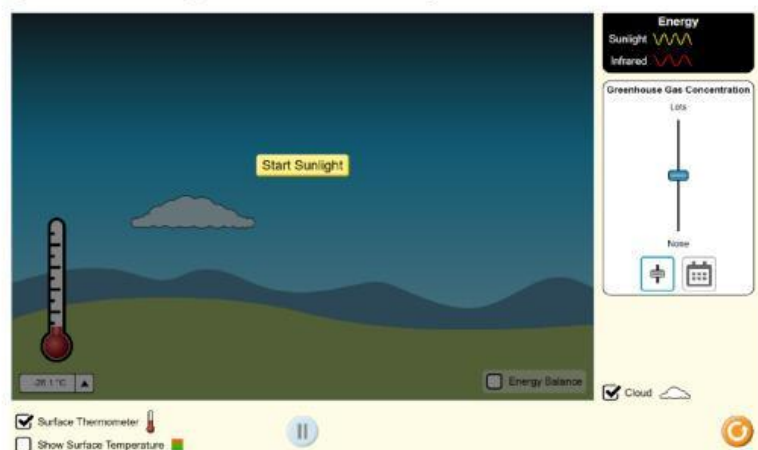 Energy
Sunlight
Infrared
Greenhouse Gas Concentration
Lots
Start Sunlight
None
Energy Balance
Cloud
Surface Thermometer
Show Surface Temperature